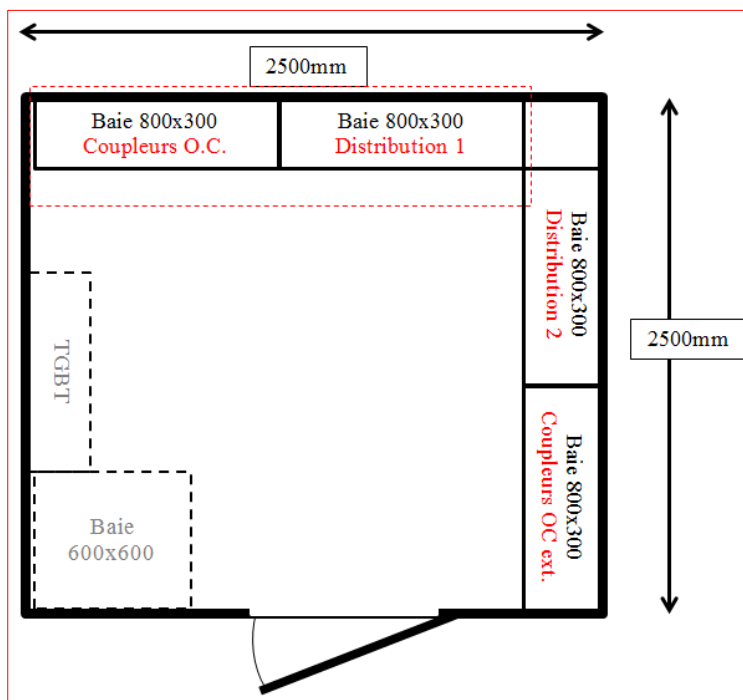 2500mm
Baie 800x300
Coupleurs O.C.
Baie 800x300
Distribution 1
Baie 800x300
Distribution 2
2500mm
TGBT
Baie 800x300
Coupleurs OC ext.
Baie
600x600